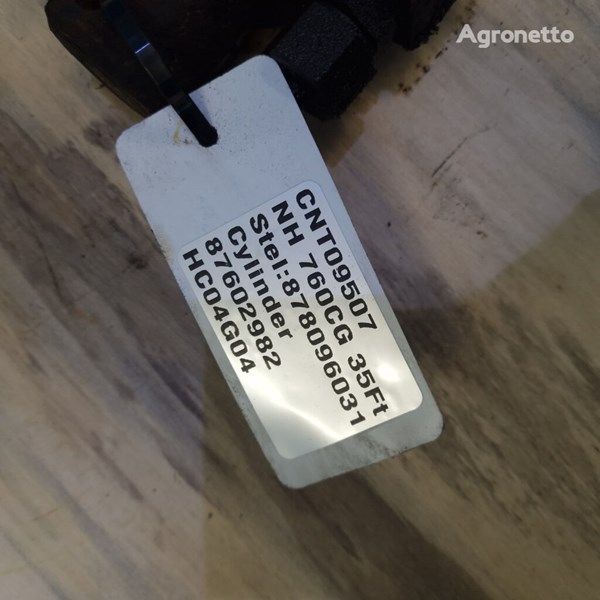 Agronetto
CNT09507
NH 760CG 35Ft
Stel:878096031
Cylinder
87602982
HC04G04